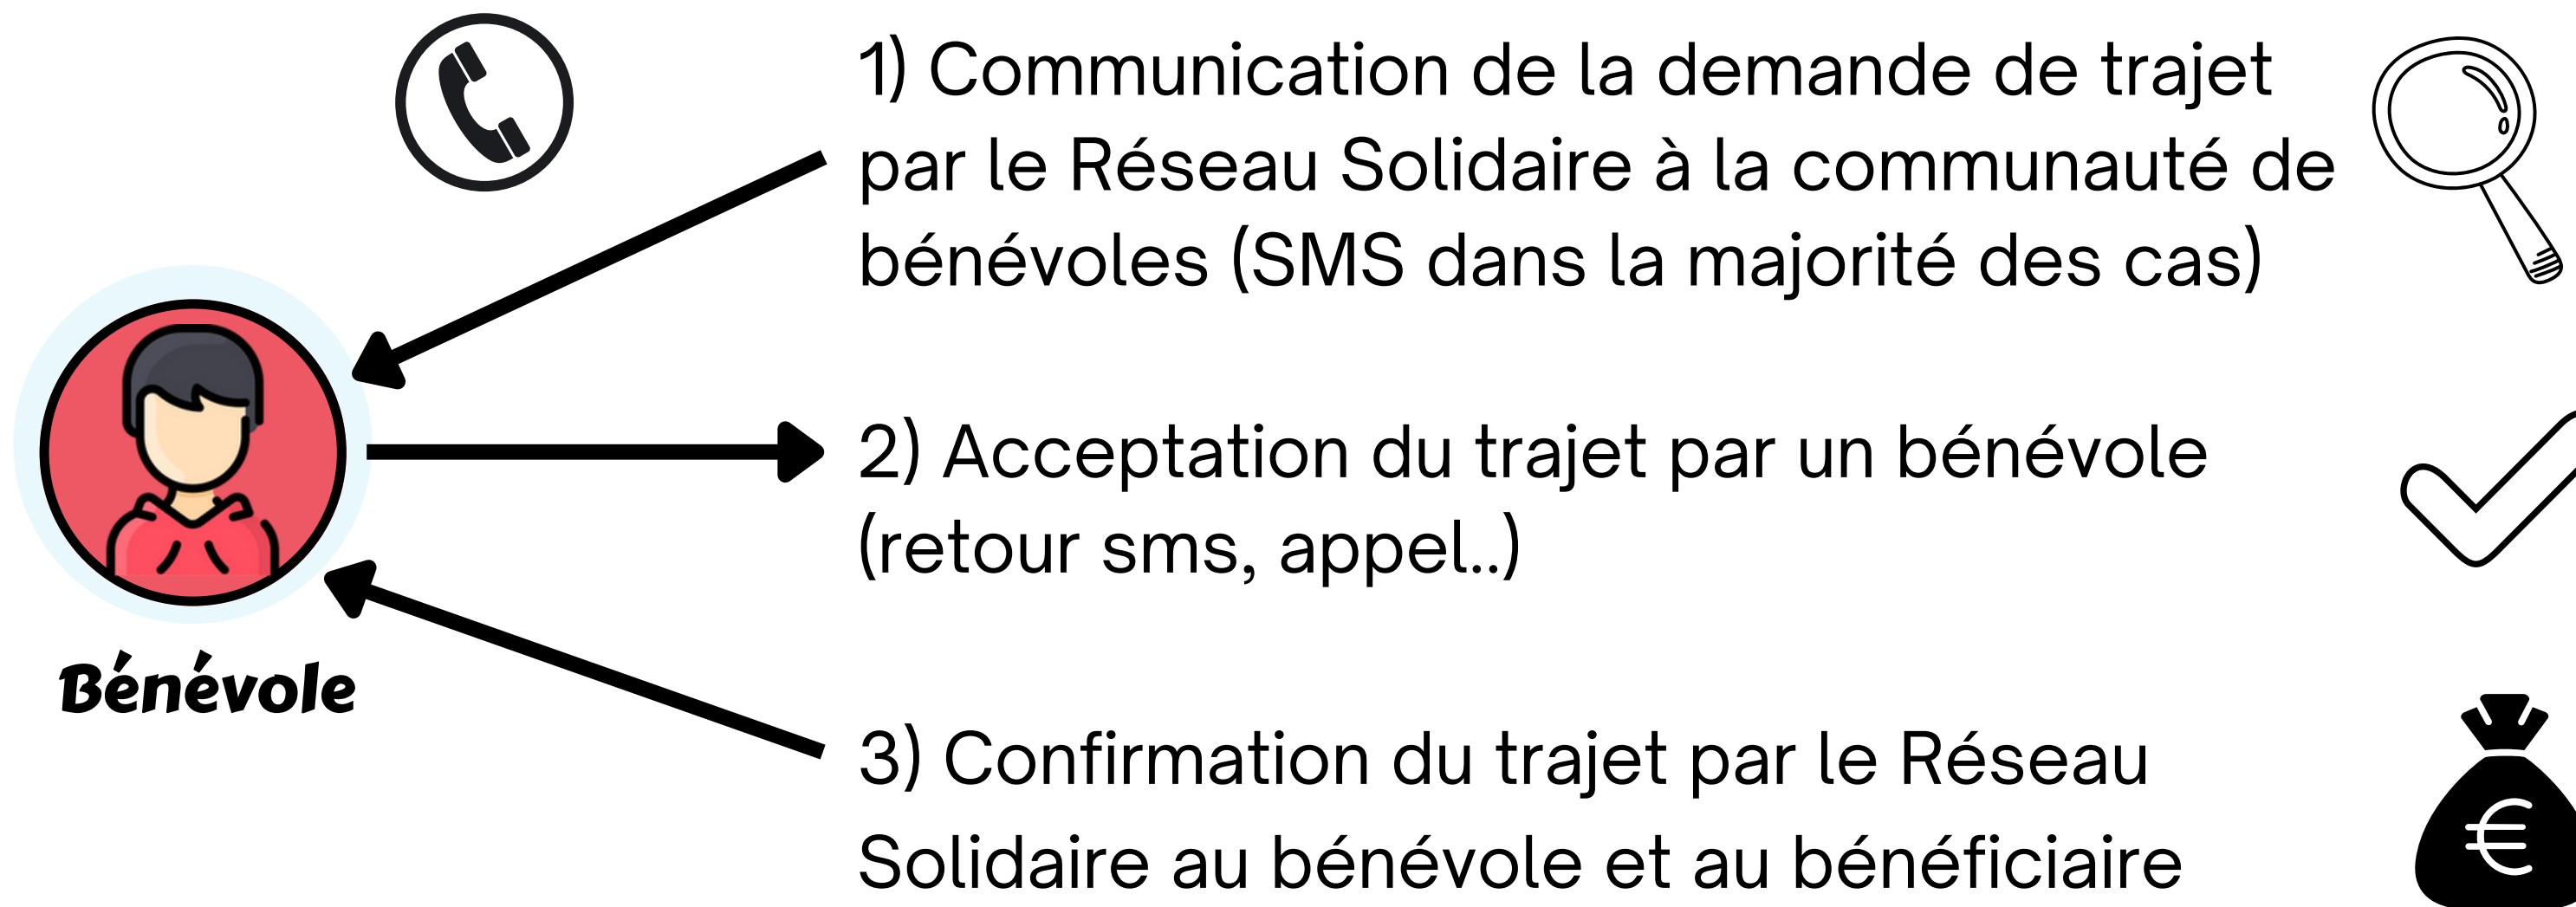 1) Communication de la demande de trajet
par le Réseau Solidaire à la communauté de
bénévoles (SMS dans la majorité des cas)
2) Acceptation du trajet par un bénévole
(retour sms, appel..)
Bénévole
3) Confirmation du trajet par le Réseau
Solidaire au bénévole et au bénéficiaire
€